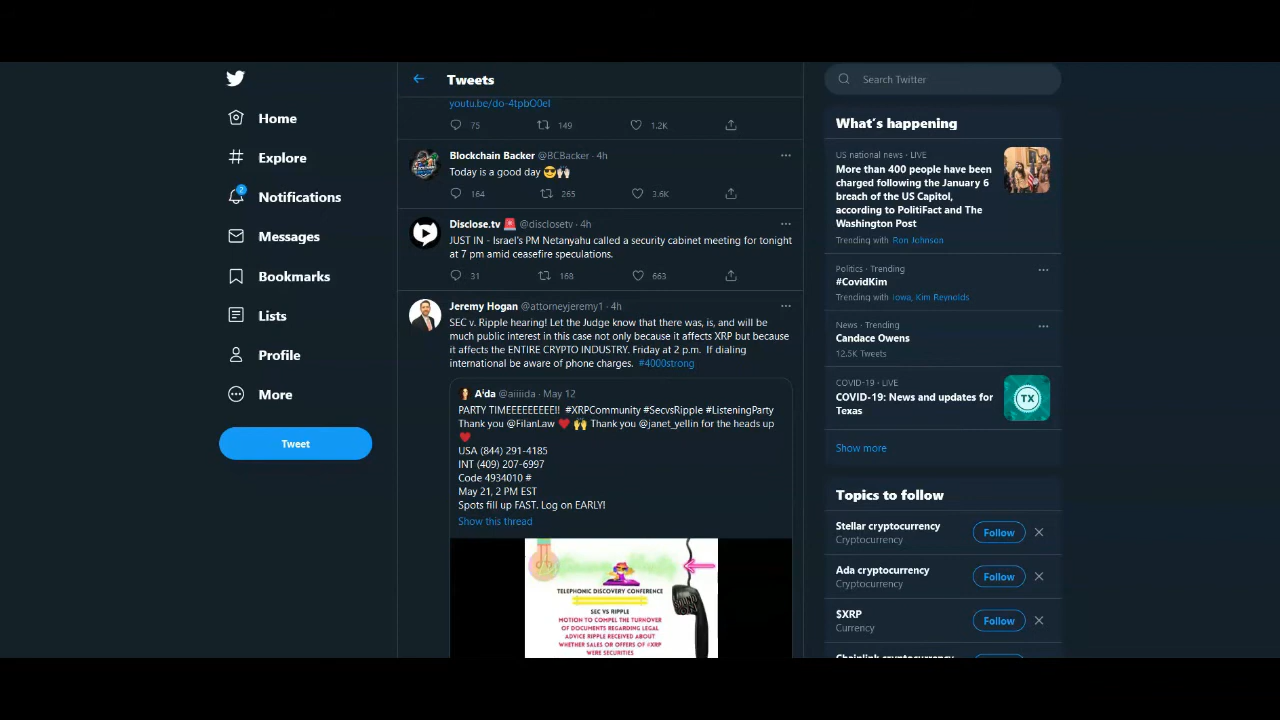 Home
Explore
2
Notifications
Messages
Bookmarks
Lists
Profile
More
Tweet
Tweets
youtu.be/do-4tpbO0eI
75 149 1.2K
Blockchain Backer @BCBacker · 4h
Today is a good day 😎🙌🏻
164 265 3.6K
Disclose.tv 🚨 @disclosetv · 4h
JUST IN - Israel's PM Netanyahu called a security cabinet meeting for tonight
at 7 pm amid ceasefire speculations.
31 168 663
Jeremy Hogan @attorneyjeremy1 · 4h
SEC v. Ripple hearing! Let the Judge know that there was, is, and will be
much public interest in this case not only because it affects XRP but because
it affects the ENTIRE CRYPTO INDUSTRY. Friday at 2 p.m. If dialing
international be aware of phone charges. #4000strong
@aiiiida · May 12
PARTY TIMEEEEEEEEE!! #XRPCommunity #SecvsRipple #ListeningParty
Thank you @FilanLaw ❤️ 🙌 Thank you @janet_yellin for the heads up
❤️
USA (844) 291-4185
INT (409) 207-6997
Code 4934010 #
May 21, 2 PM EST
Spots fill up FAST. Log on EARLY!
Show this thread
TELEPHONIC DISCOVERY CONFERENCE
SEC VS RIPPLE
MOTION TO COMPEL THE TURNOVER
OF DOCUMENTS REGARDING LEGAL
ADVICE RIPPLE RECEIVED ABOUT
WHETHER SALES OR OFFERS OF #XRP
WERE SECURITIES
Search Twitter
What's happening
US national news · LIVE
More than 400 people have been
charged following the January 6
breach of the US Capitol,
according to PolitiFact and The
Washington Post
Trending with Ron Johnson
Politics · Trending
#CovidKim
Trending with Iowa, Kim Reynolds
News · Trending
Candace Owens
12.5K Tweets
COVID-19 · LIVE
COVID-19: News and updates for
Texas
TX
Show more
Topics to follow
Stellar cryptocurrency
Cryptocurrency
Follow
Ada cryptocurrency
Cryptocurrency
Follow
$XRP
Currency
Follow
Chainlink cryptocurrency